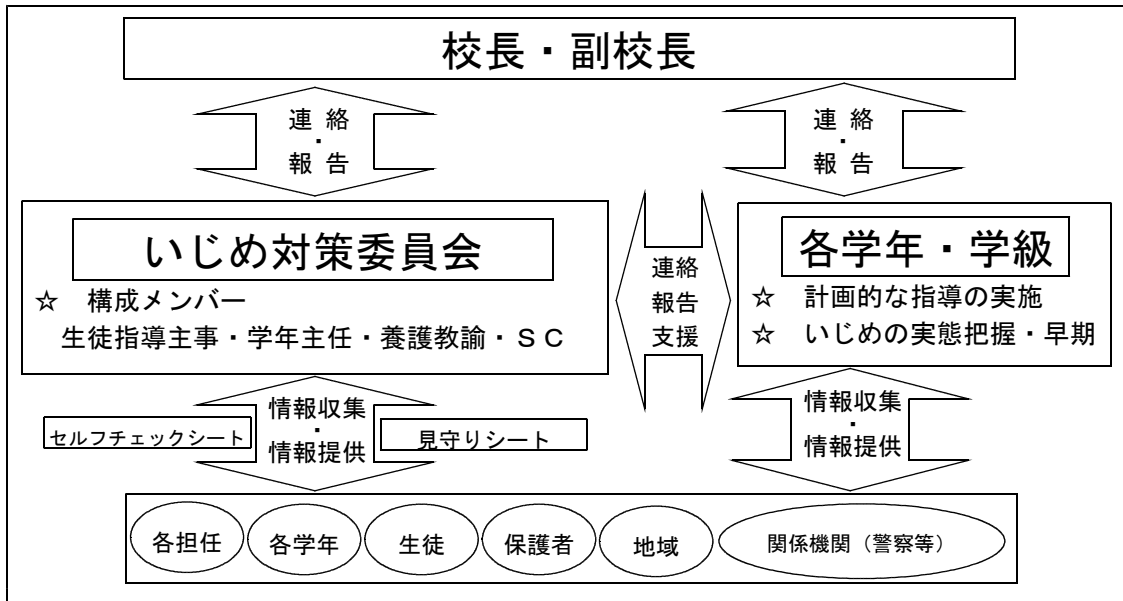 校長・副校長
連絡
・
報告
連絡
・
報告
いじめ対策委員会
☆ 構成メンバー
生徒指導主事・学年主任・養護教諭・SC
連絡
報告
支援
各学年・学級
☆ 計画的な指導の実施
☆ いじめの実態把握・早期
セルフチェックシート
情報収集
・
情報提供
見守りシート
情報収集
・
情報提供
各担任
各学年
生徒
保護者
地域
関係機関（警察等）